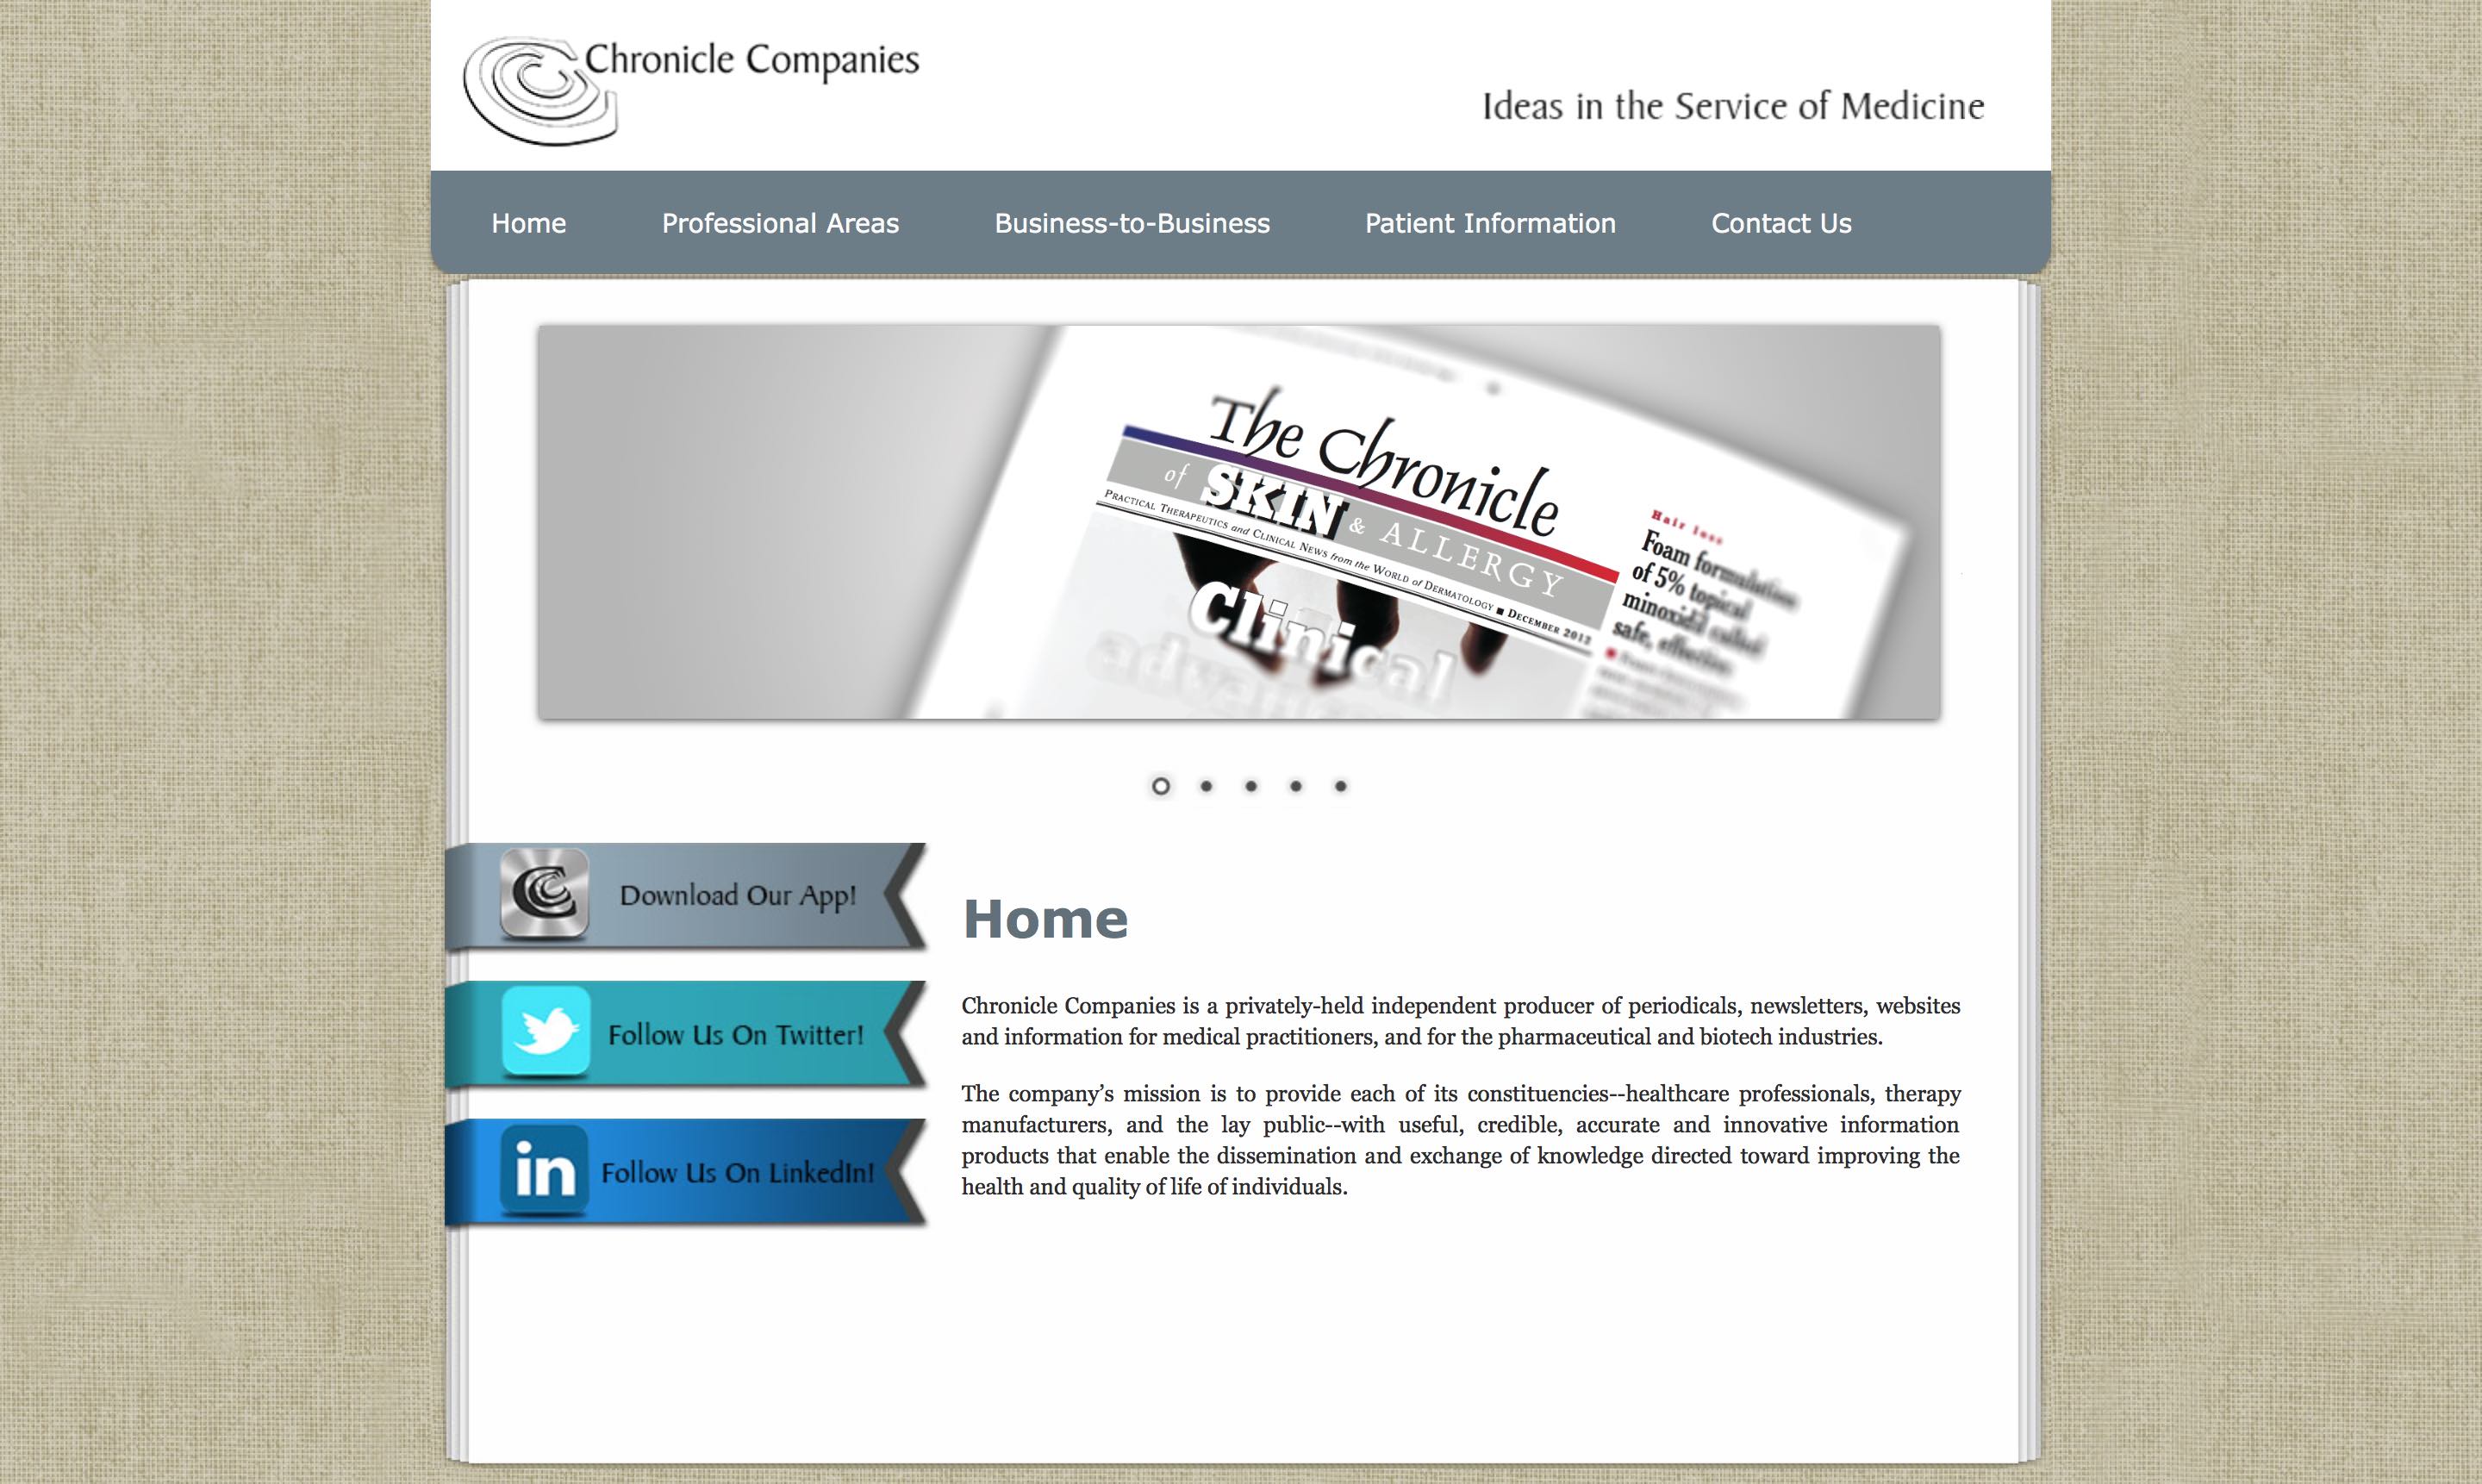 Chronicle Companies
Ideas in the Service of Medicine
Home
Professional Areas
Business-to-Business
Patient Information
Contact Us
The Chronicle
of SKIN & ALLERGY
PRACTICAL THERAPEUTICS and CLINICAL NEWS from the WORLD of DERMATOLOGY ■ DECEMBER 2012
Clinical
Hair loss
Foam formulation
of 5% topical
minoxidil called
safe, effective
Download Our App!
Follow Us On Twitter!
in Follow Us On LinkedIn!
Home
Chronicle Companies is a privately-held independent producer of periodicals, newsletters, websites
and information for medical practitioners, and for the pharmaceutical and biotech industries.
The company’s mission is to provide each of its constituencies--healthcare professionals, therapy
manufacturers, and the lay public--with useful, credible, accurate and innovative information
products that enable the dissemination and exchange of knowledge directed toward improving the
health and quality of life of individuals.